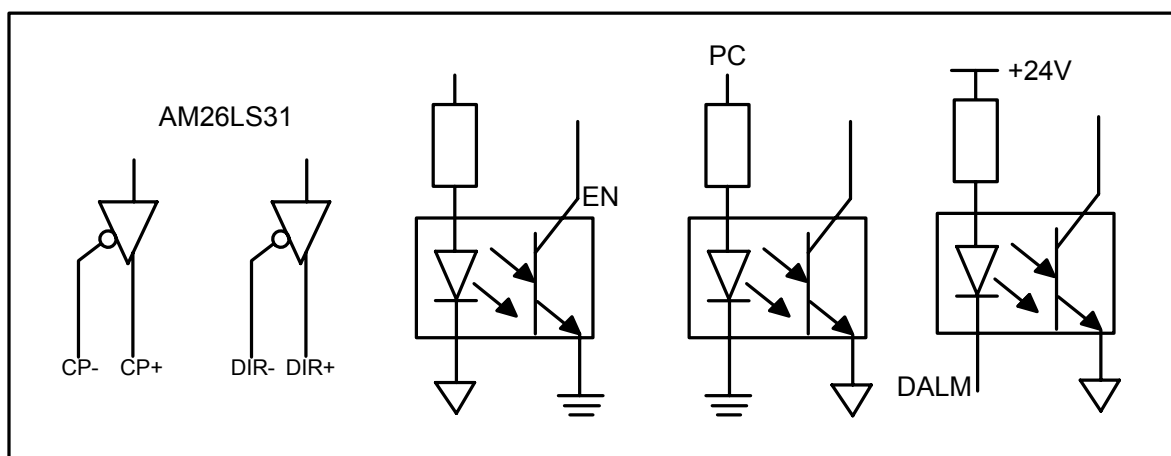 PC
+24V
AM26LS31
EN
CP- CP+ DIR- DIR+
DALM